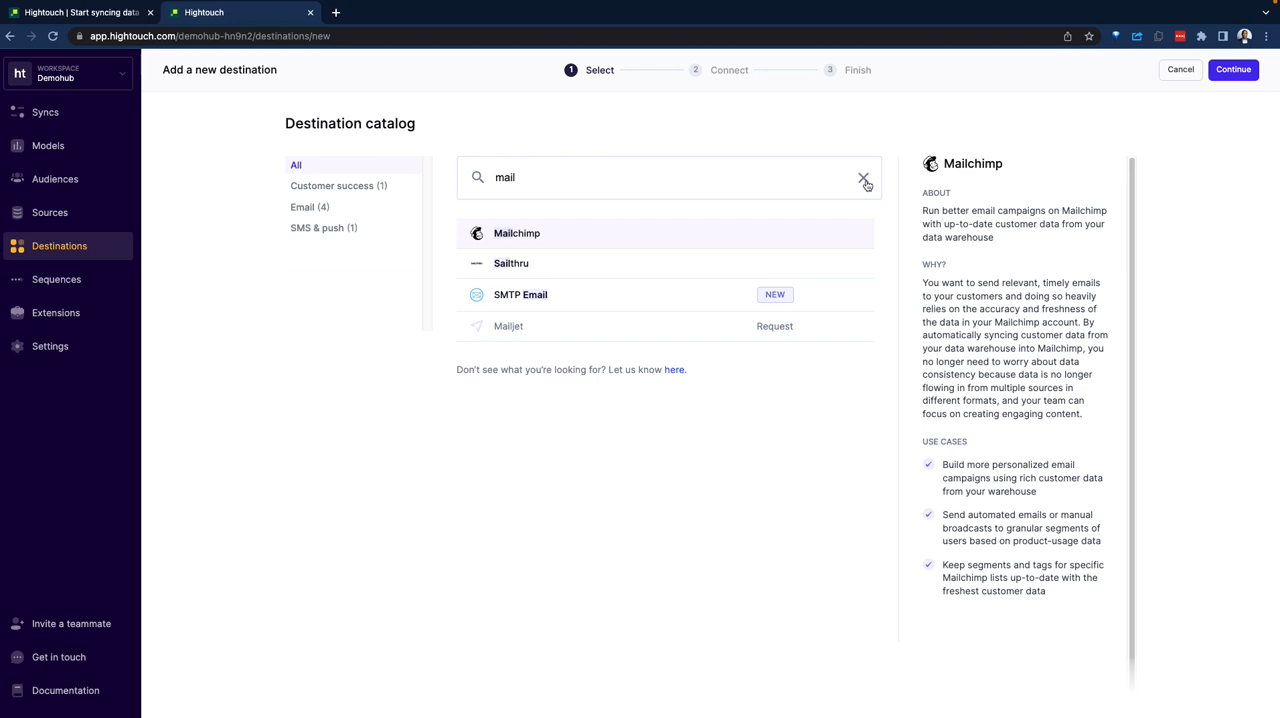 Hightouch | Start syncing data
Hightouch
app.hightouch.com/demohub-hn9n2/destinations/new
ht
WORKSPACE
Demohub
Syncs
Models
Audiences
Sources
Destinations
Sequences
Extensions
Settings
Invite a teammate
Get in touch
Documentation
Add a new destination
1 Select
2 Connect
3 Finish
Cancel
Continue
Destination catalog
All
Customer success (1)
Email (4)
SMS & push (1)
mail
Mailchimp
Sailthru
SMTP Email NEW
Mailjet Request
Don't see what you're looking for? Let us know here.
Mailchimp
ABOUT
Run better email campaigns on Mailchimp
with up-to-date customer data from your
data warehouse
WHY?
You want to send relevant, timely emails
to your customers and doing so heavily
relies on the accuracy and freshness of
the data in your Mailchimp account. By
automatically syncing customer data from
your data warehouse into Mailchimp, you
no longer need to worry about data
consistency because data is no longer
flowing in from multiple sources in
different formats, and your team can
focus on creating engaging content.
USE CASES
Build more personalized email
campaigns using rich customer data
from your warehouse
Send automated emails or manual
broadcasts to granular segments of
users based on product-usage data
Keep segments and tags for specific
Mailchimp lists up-to-date with the
freshest customer data